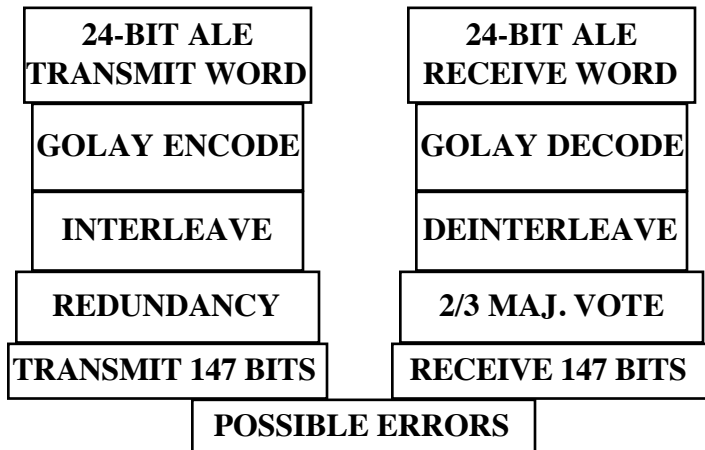 24-BIT ALE
TRANSMIT WORD
GOLAY ENCODE
INTERLEAVE
REDUNDANCY
TRANSMIT 147 BITS
24-BIT ALE
RECEIVE WORD
GOLAY DECODE
DEINTERLEAVE
2/3 MAJ. VOTE
RECEIVE 147 BITS
POSSIBLE ERRORS